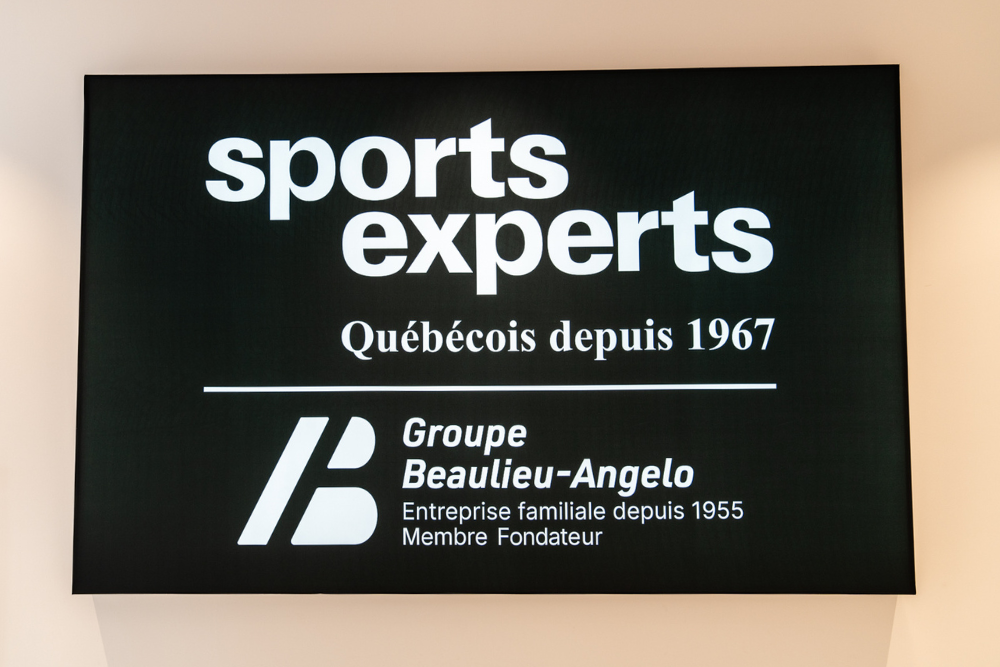 sports
experts
Québécois depuis 1967
Groupe
Beaulieu-Angelo
Entreprise familiale depuis 1955
Membre Fondateur